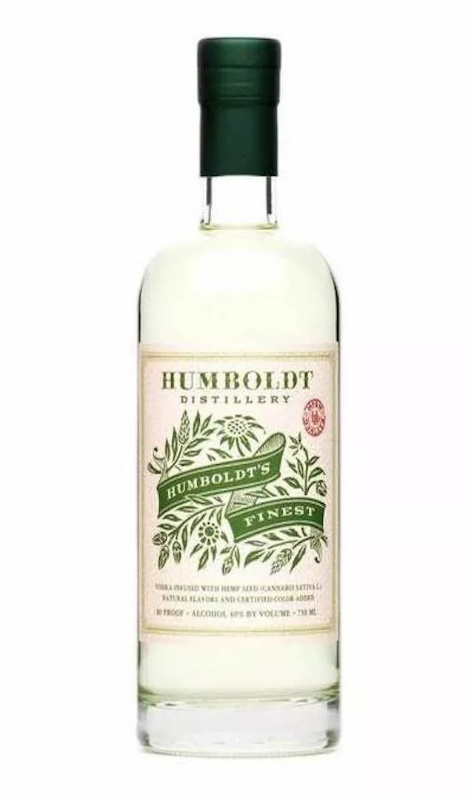 HUMBOLDT
DISTILLERY
HUMBOLDT'S
FINEST
VODKA INFUSED WITH HEMP SEED (CANNABIS SATIVA L.)
NATURAL FLAVORS AND CERTIFIED COLOR ADDED
80 PROOF - ALCOHOL 40% BY VOLUME - 750 ML